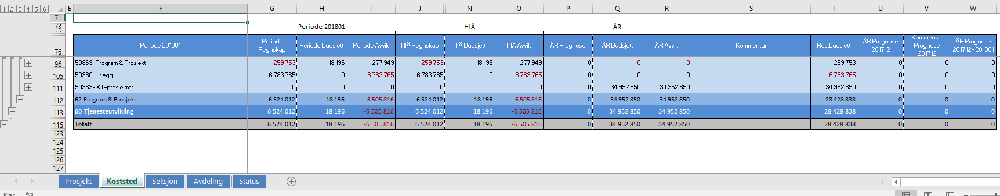 1 2 3 4 5 6 E F G H I J N O P Q R S T U V W
71
73 Periode 201801 HIÅ ÅR
76 Periode 201801 Periode Regnskap Periode Budsjett Periode Avvik HIÅ Regnskap HIÅ Budsjett HIÅ Avvik ÅR Prognose ÅR Budsjett ÅR Avvik Kommentar Restbudsjett ÅR Prognose 201712 Kommentar Prognose 201712 ÅR Prognose 201712-201801
96 50869-Program & Prosjekt -259 753 18 196 277 949 -259 753 18 196 277 949 0 0 0 259 753 0 0 0
105 50960-Utlegg 6 783 765 0 -6 783 765 6 783 765 0 -6 783 765 0 0 0 -6 783 765 0 0 0
111 50963-IKT-prosjektet 0 0 0 0 0 0 0 34 952 850 34 952 850 34 952 850 0 0 0
112 62-Program & Prosjekt 6 524 012 18 196 -6 505 816 6 524 012 18 196 -6 505 816 0 34 952 850 34 952 850 28 428 838 0 0 0
113 60-Tjenesteutvikling 6 524 012 18 196 -6 505 816 6 524 012 18 196 -6 505 816 0 34 952 850 34 952 850 28 428 838 0 0 0
115 Totalt 6 524 012 18 196 -6 505 816 6 524 012 18 196 -6 505 816 0 34 952 850 34 952 850 28 428 838 0 0 0
123
124
125
126
127
Prosjekt Koststed Seksjon Avdeling Status
Klar